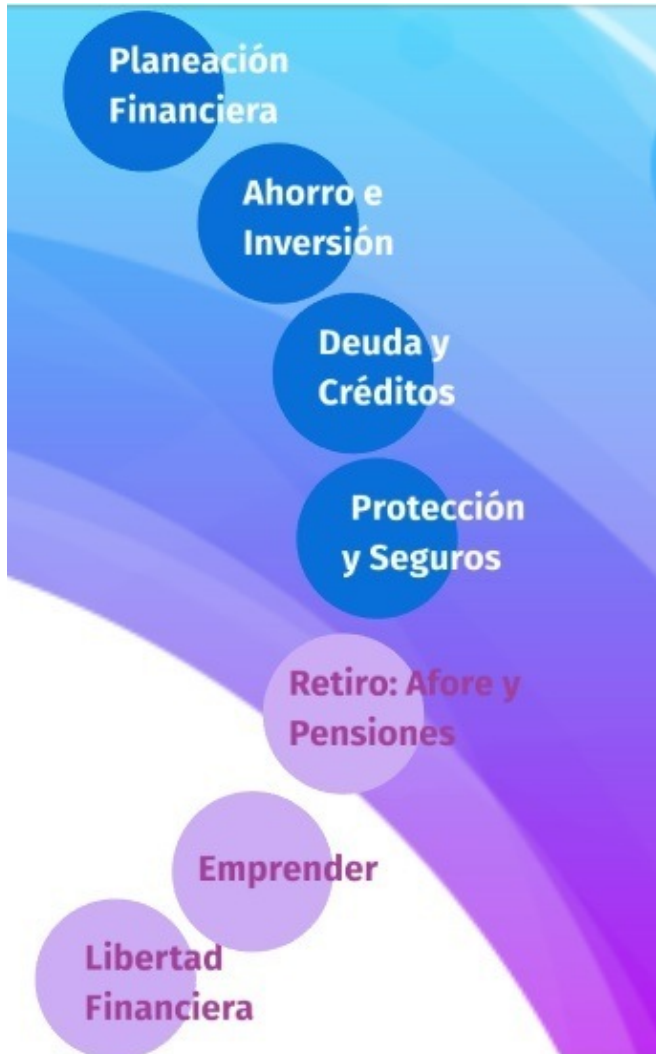 Planeación
Financiera
Ahorro e
Inversión
Deuda y
Créditos
Protección
y Seguros
Retiro: Afore y
Pensiones
Emprender
Libertad
Financiera